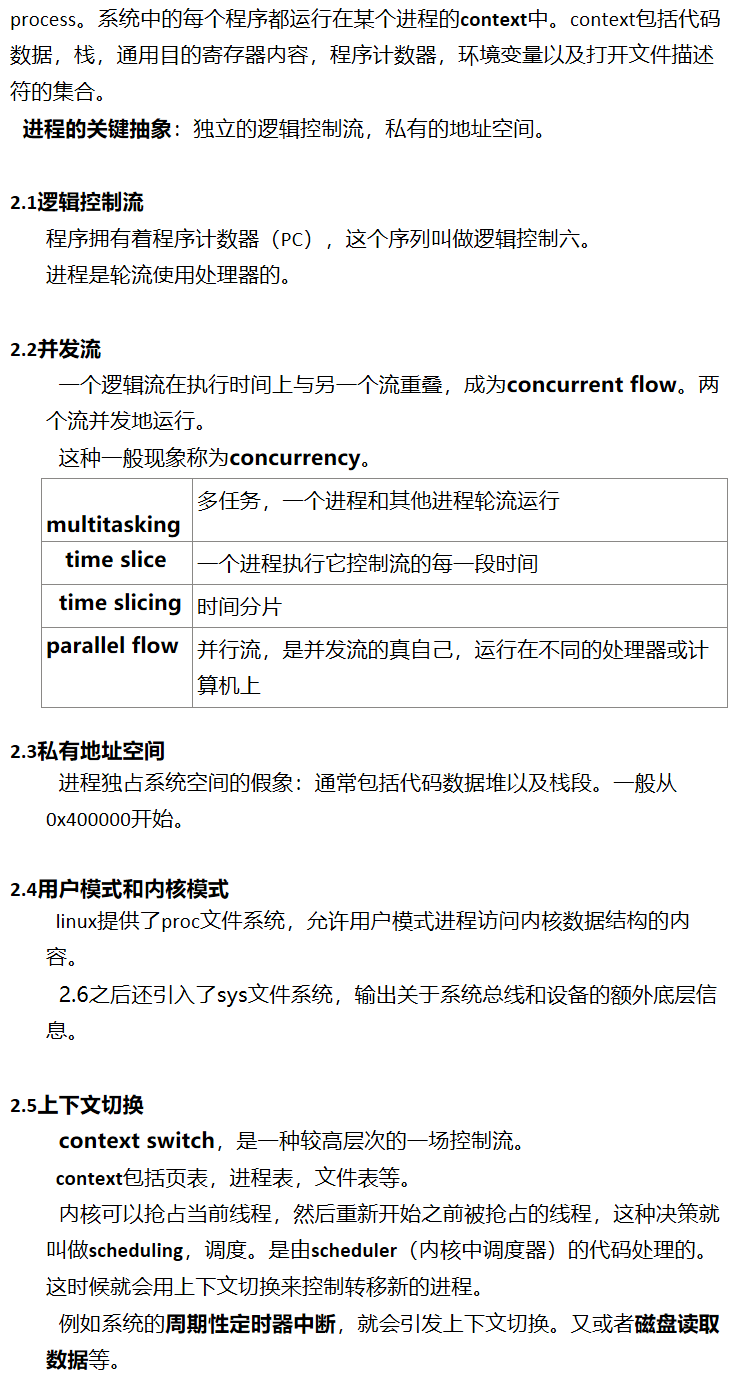 process。系统中的每个程序都运行在某个进程的context中。context包括代码
数据，栈，通用目的寄存器内容，程序计数器，环境变量以及打开文件描述
符的集合。
进程的关键抽象：独立的逻辑控制流，私有的地址空间。
2.1逻辑控制流
程序拥有着程序计数器（PC），这个序列叫做逻辑控制六。
进程是轮流使用处理器的。
2.2并发流
一个逻辑流在执行时间上与另一个流重叠，成为concurrent flow。两
个流并发地运行。
这种一般现象称为concurrency。
multitasking 多任务，一个进程和其他进程轮流运行
time slice 一个进程执行它控制流的每一段时间
time slicing 时间分片
parallel flow 并行流，是并发流的真自己，运行在不同的处理器或计
算机上
2.3私有地址空间
进程独占系统空间的假象：通常包括代码数据堆以及栈段。一般从
0x400000开始。
2.4用户模式和内核模式
linux提供了proc文件系统，允许用户模式进程访问内核数据结构的内
容。
2.6之后还引入了sys文件系统，输出关于系统总线和设备的额外底层信
息。
2.5上下文切换
context switch，是一种较高层次的一场控制流。
context包括页表，进程表，文件表等。
内核可以抢占当前线程，然后重新开始之前被抢占的线程，这种决策就
叫做scheduling，调度。是由scheduler（内核中调度器）的代码处理的。
这时候就会用上下文切换来控制转移新的进程。
例如系统的周期性定时器中断，就会引发上下文切换。又或者磁盘读取
数据等。